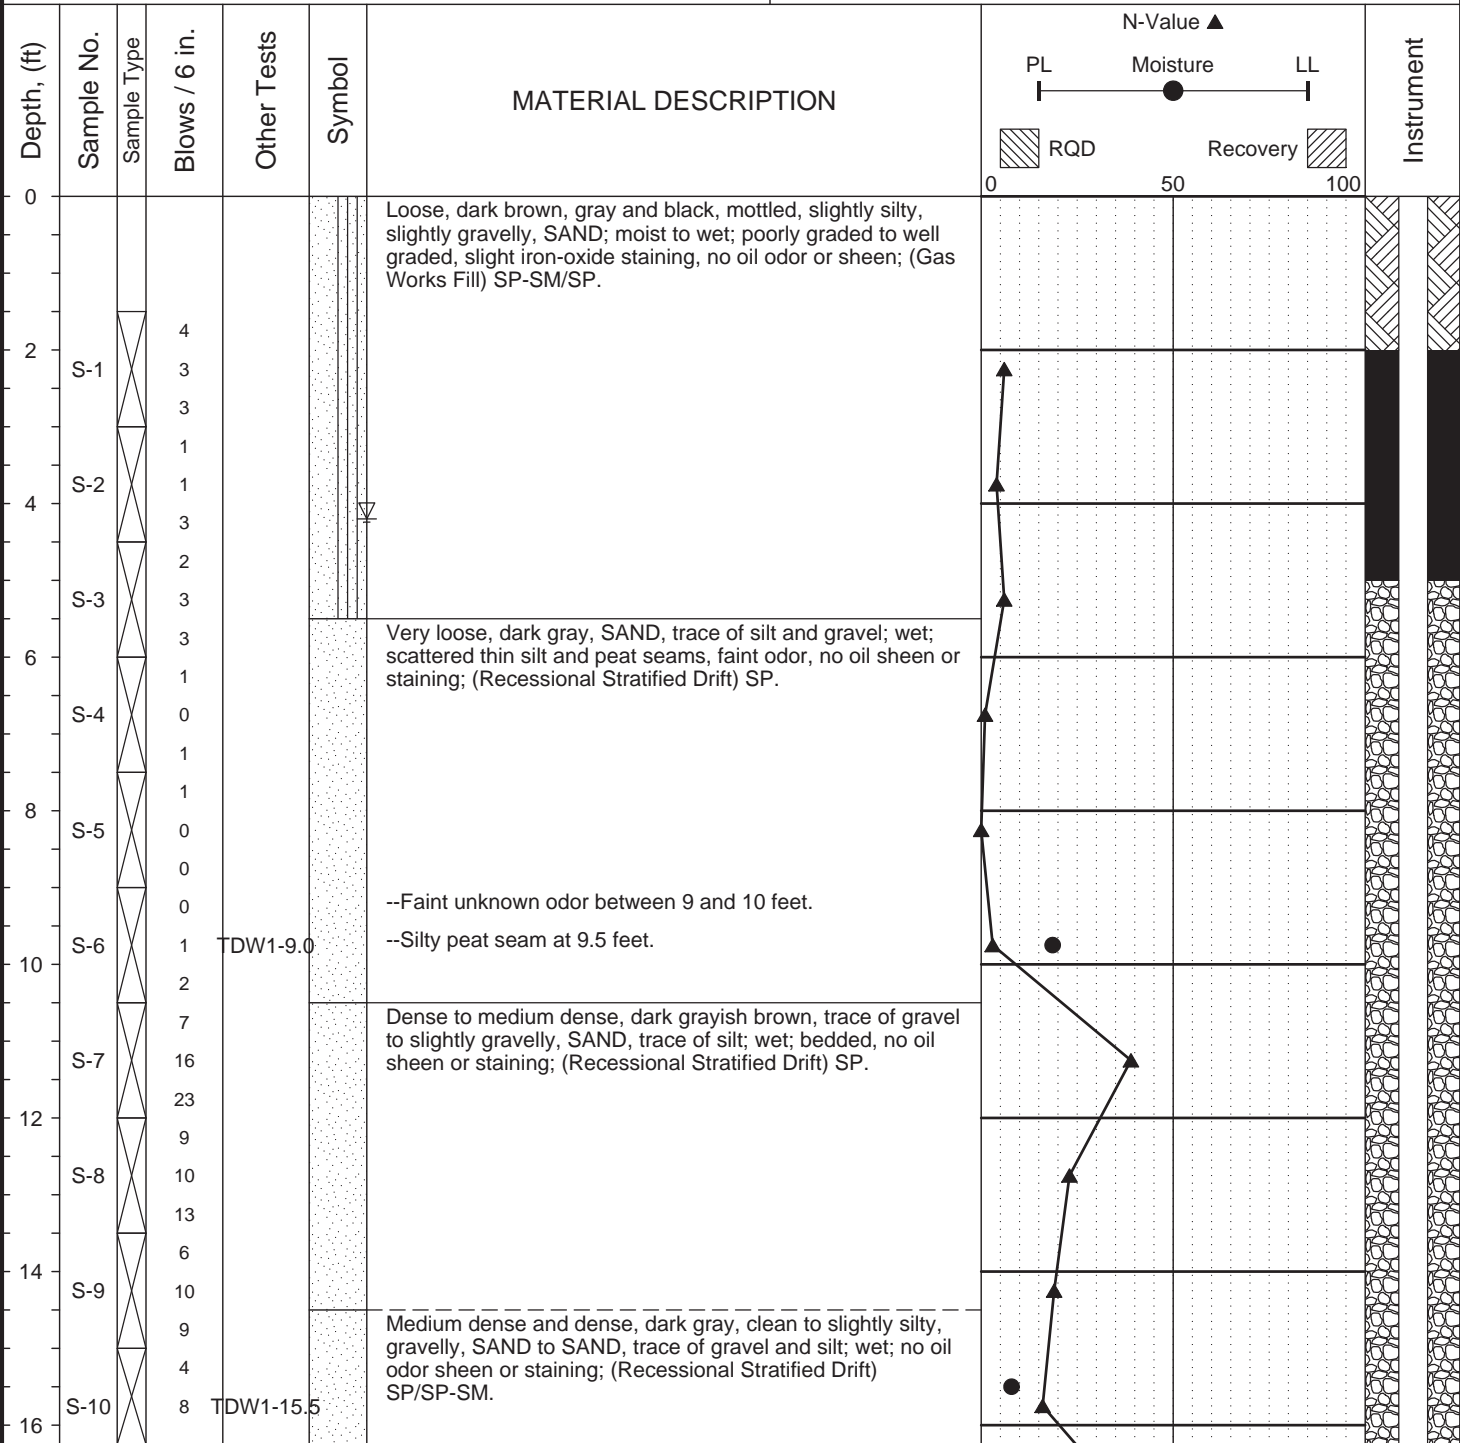 N-Value
PL Moisture LL
RQD Recovery
0 50 100
Depth, (ft)
Sample No.
Sample Type
Blows / 6 in.
Other Tests
Symbol
MATERIAL DESCRIPTION
Instrument
0
Loose, dark brown, gray and black, mottled, slightly silty,
slightly gravelly, SAND; moist to wet; poorly graded to well
graded, slight iron-oxide staining, no oil odor or sheen; (Gas
Works Fill) SP-SM/SP.
4
2
S-1 3
3
1
S-2 1
4
3
2
S-3 3
Very loose, dark gray, SAND, trace of silt and gravel; wet;
3
scattered thin silt and peat seams, faint odor, no oil sheen or
6
staining; (Recessional Stratified Drift) SP.
1
S-4 0
1
1
8
S-5 0
0
0 --Faint unknown odor between 9 and 10 feet.
S-6 1 TDW1-9.0 --Silty peat seam at 9.5 feet.
10
2
7 Dense to medium dense, dark grayish brown, trace of gravel
to slightly gravelly, SAND, trace of silt; wet; bedded, no oil
S-7 16 sheen or staining; (Recessional Stratified Drift) SP.
23
12
9
S-8 10
13
6
14
S-9 10
9 Medium dense and dense, dark gray, clean to slightly silty,
gravelly, SAND to SAND, trace of gravel and silt; wet; no oil
4 odor sheen or staining; (Recessional Stratified Drift)
SP/SP-SM.
S-10 8 TDW1-15.5
16